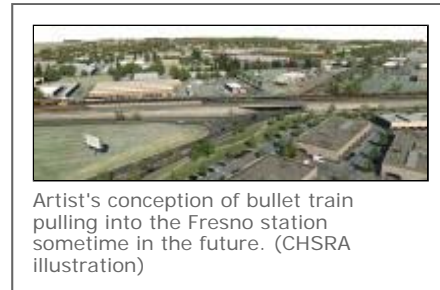 Artist's conception of bullet train
pulling into the Fresno station
sometime in the future. (CHSRA
illustration)